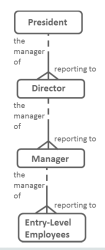 President
the
manager
of
reporting to
Director
the
manager
of
reporting to
Manager
the
manager
of
reporting to
Entry-Level
Employees